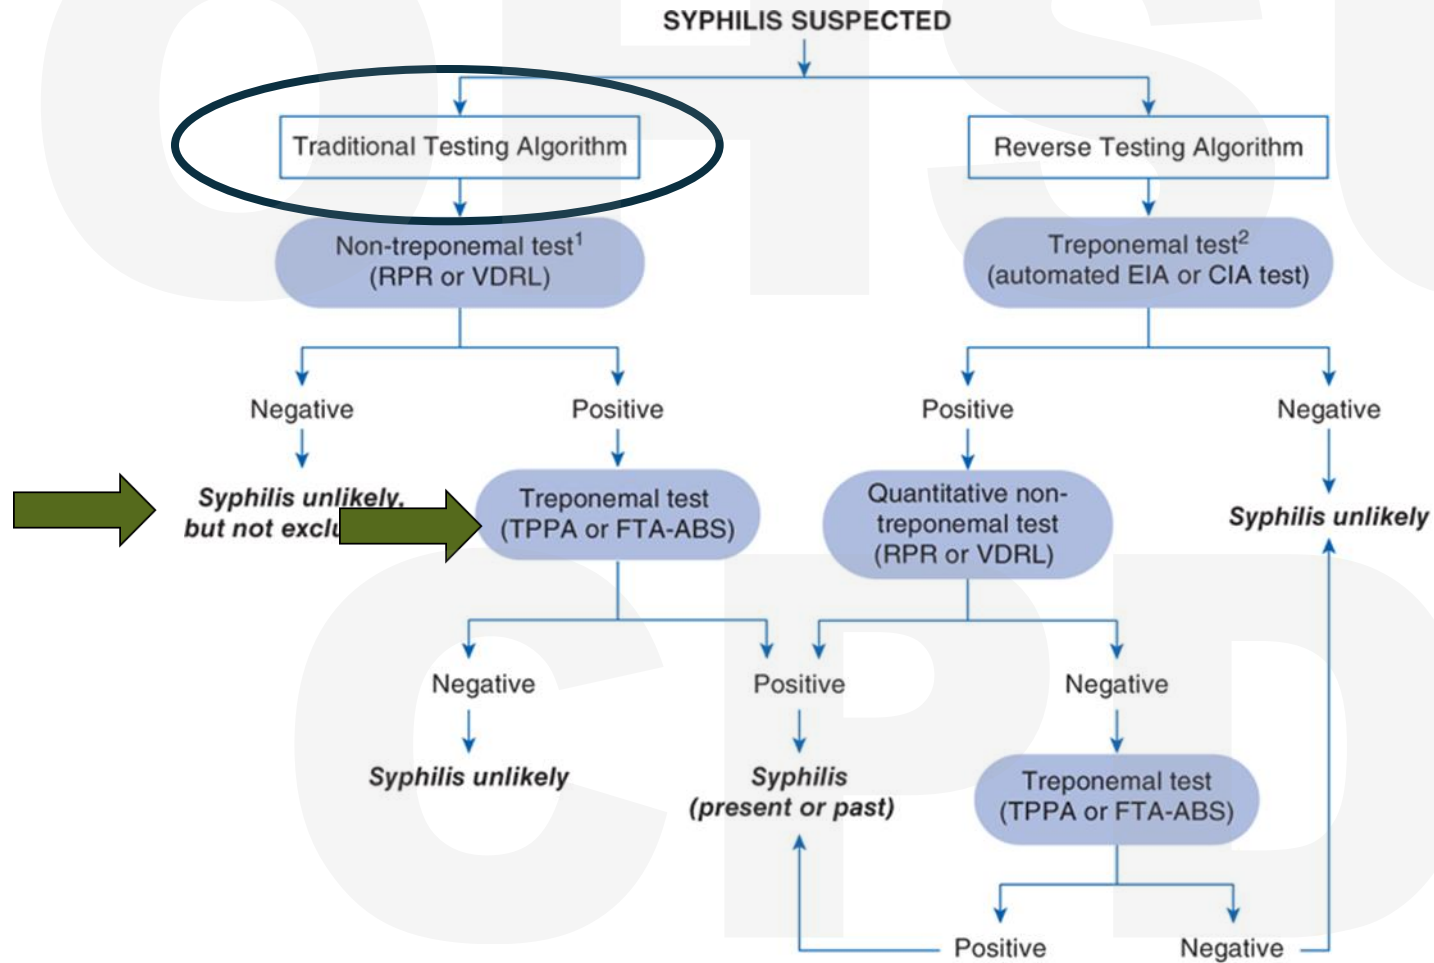 SYPHILIS SUSPECTED
Traditional Testing Algorithm
Reverse Testing Algorithm
Non-treponemal test1
(RPR or VDRL)
Treponemal test2
(automated EIA or CIA test)
Negative
Positive
Positive
Negative
Syphilis unlikely,
but not
Treponemal test
(TPPA or FTA-ABS)
Quantitative non-
treponemal test
(RPR or VDRL)
Syphilis unlikely
Negative
Positive
Negative
Syphilis unlikely
Syphilis
(present or past)
Treponemal test
(TPPA or FTA-ABS)
Positive
Negative
OHSU
CPD